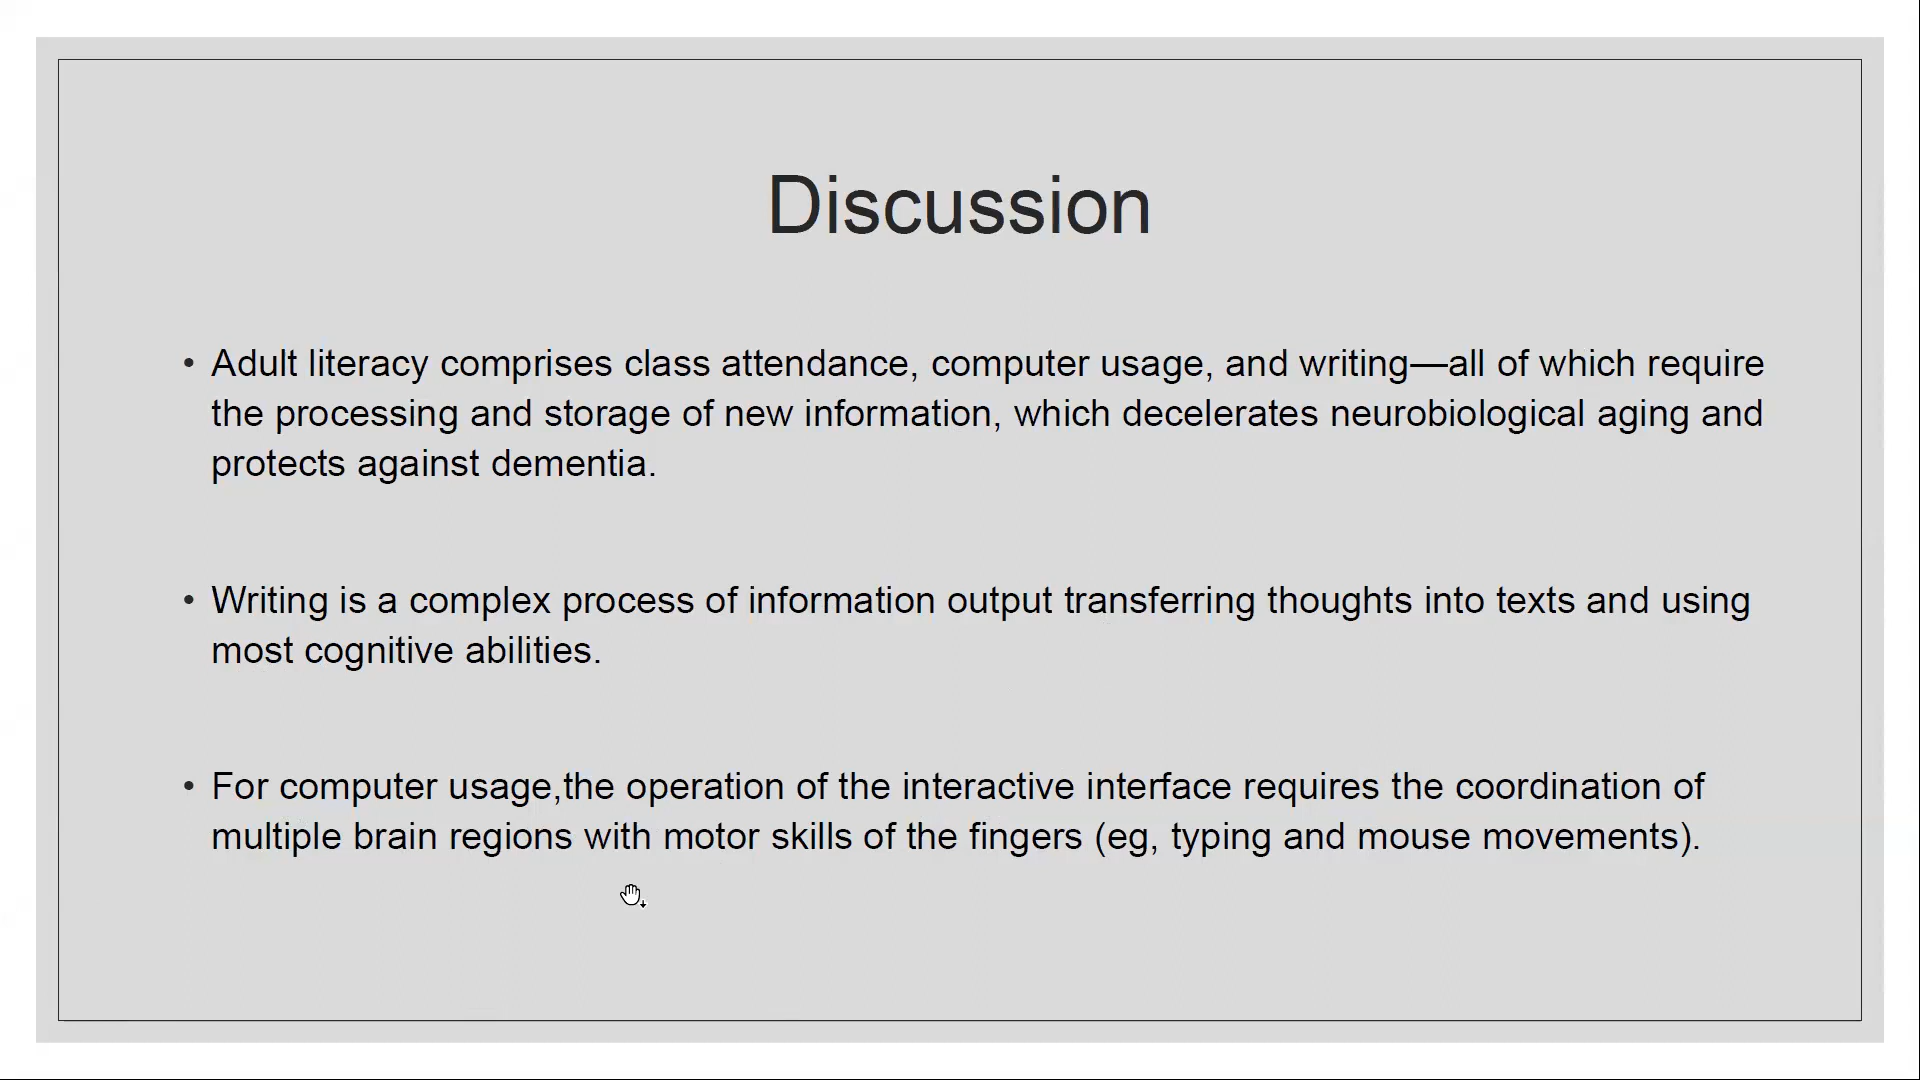 Discussion
• Adult literacy comprises class attendance, computer usage, and writing—all of which require
the processing and storage of new information, which decelerates neurobiological aging and
protects against dementia.
• Writing is a complex process of information output transferring thoughts into texts and using
most cognitive abilities.
• For computer usage,the operation of the interactive interface requires the coordination of
multiple brain regions with motor skills of the fingers (eg, typing and mouse movements).